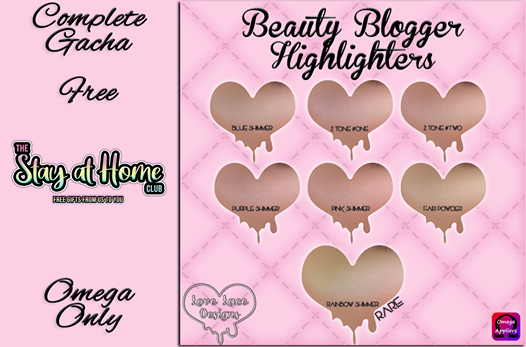 Complete
Gacha
Free
THE
Stay at Home
CLUB
FREE GIFTS FROM US TO YOU
Omega
Only
Beauty Blogger
Highlighters
BLUE SHIMMER
2 TONE #ONE
2 TONE #TWO
PURPLE SHIMMER
PINK SHIMMER
FAIR POWDER
RAINBOW SHIMMER
RARE
Love Lace
Designs
Omega
Appliers